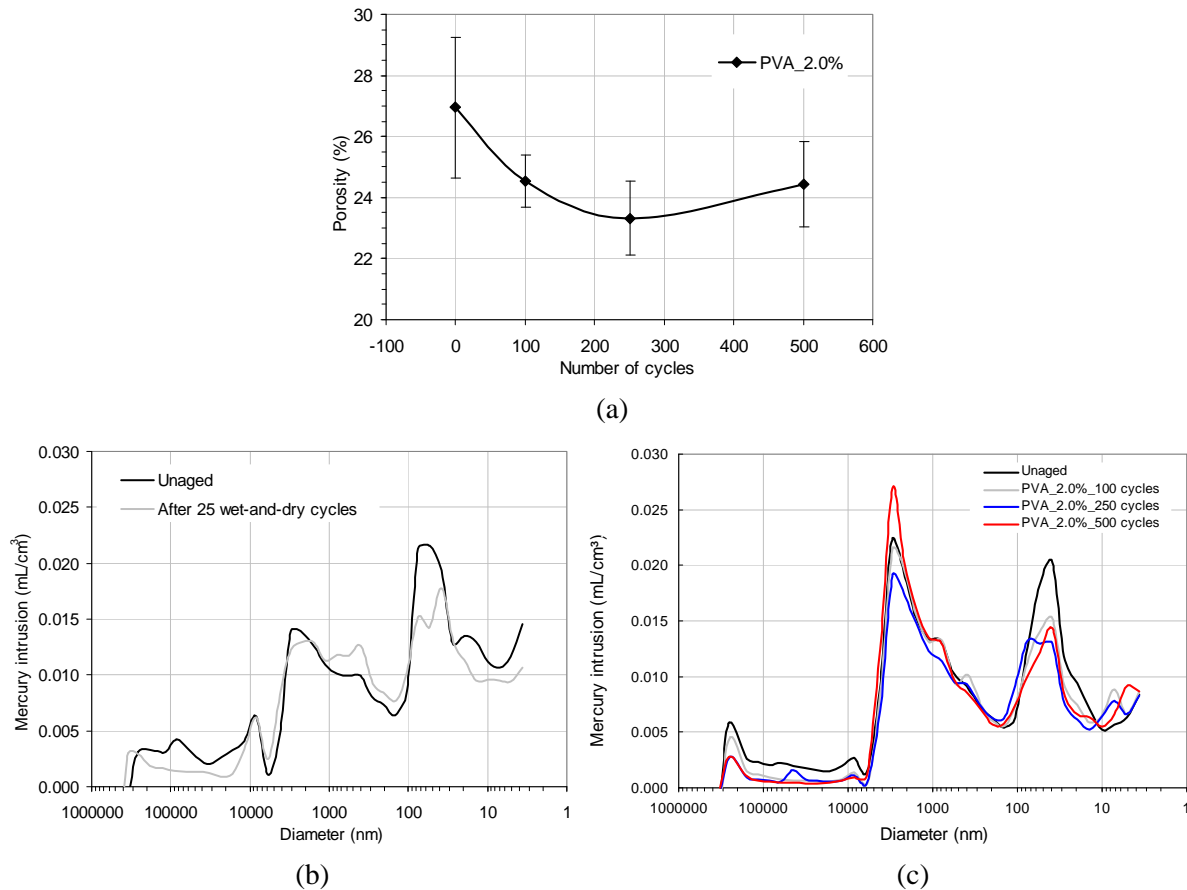 30
28
26
24
22
20
Porosity (%)
PVA_2.0%
-100 0 100 200 300 400 500 600
Number of cycles
(a)
0.030
0.025
0.020
0.015
0.010
0.005
0.000
Mercury intrusion (mL/cm³)
Unaged
After 25 wet-and-dry cycles
1000000 100000 10000 1000 100 10 1
Diameter (nm)
(b)
0.030
0.025
0.020
0.015
0.010
0.005
0.000
Mercury intrusion (mL/cm³)
Unaged
PVA_2.0%_100 cycles
PVA_2.0%_250 cycles
PVA_2.0%_500 cycles
1000000 100000 10000 1000 100 10 1
Diameter (nm)
(c)